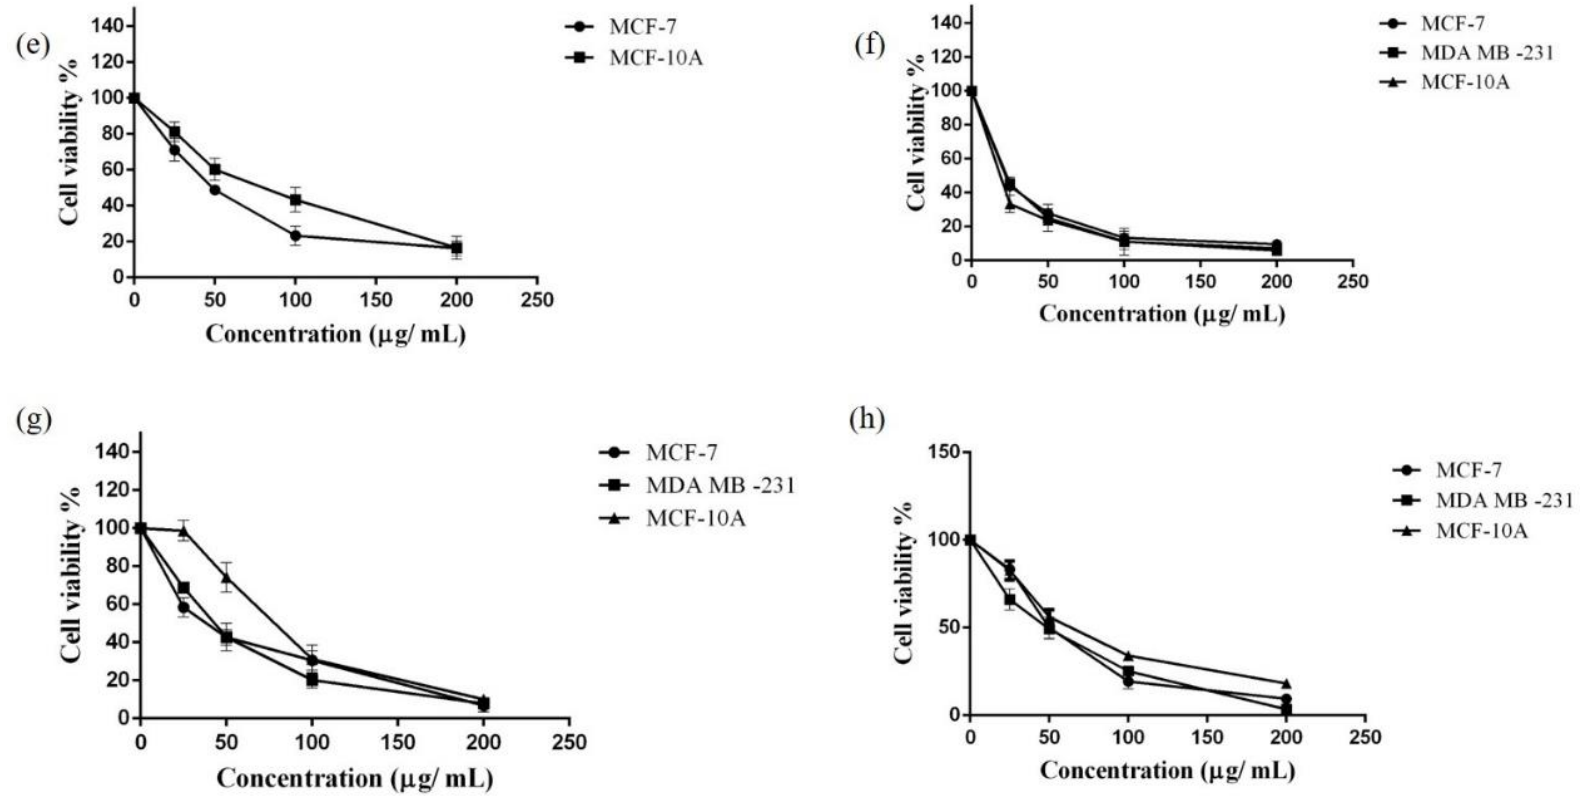 (e)
140
120
100
80
60
40
20
0
Cell viability %
0 50 100 150 200 250
Concentration (μg/ mL)
MCF-7
MCF-10A
(f)
140
120
100
80
60
40
20
0
Cell viability %
0 50 100 150 200 250
Concentration (μg/ mL)
MCF-7
MDA MB -231
MCF-10A
(g)
140
120
100
80
60
40
20
0
Cell viability %
0 50 100 150 200 250
Concentration (μg/ mL)
MCF-7
MDA MB -231
MCF-10A
(h)
150
100
50
0
Cell viability %
0 50 100 150 200 250
Concentration (μg/ mL)
MCF-7
MDA MB -231
MCF-10A